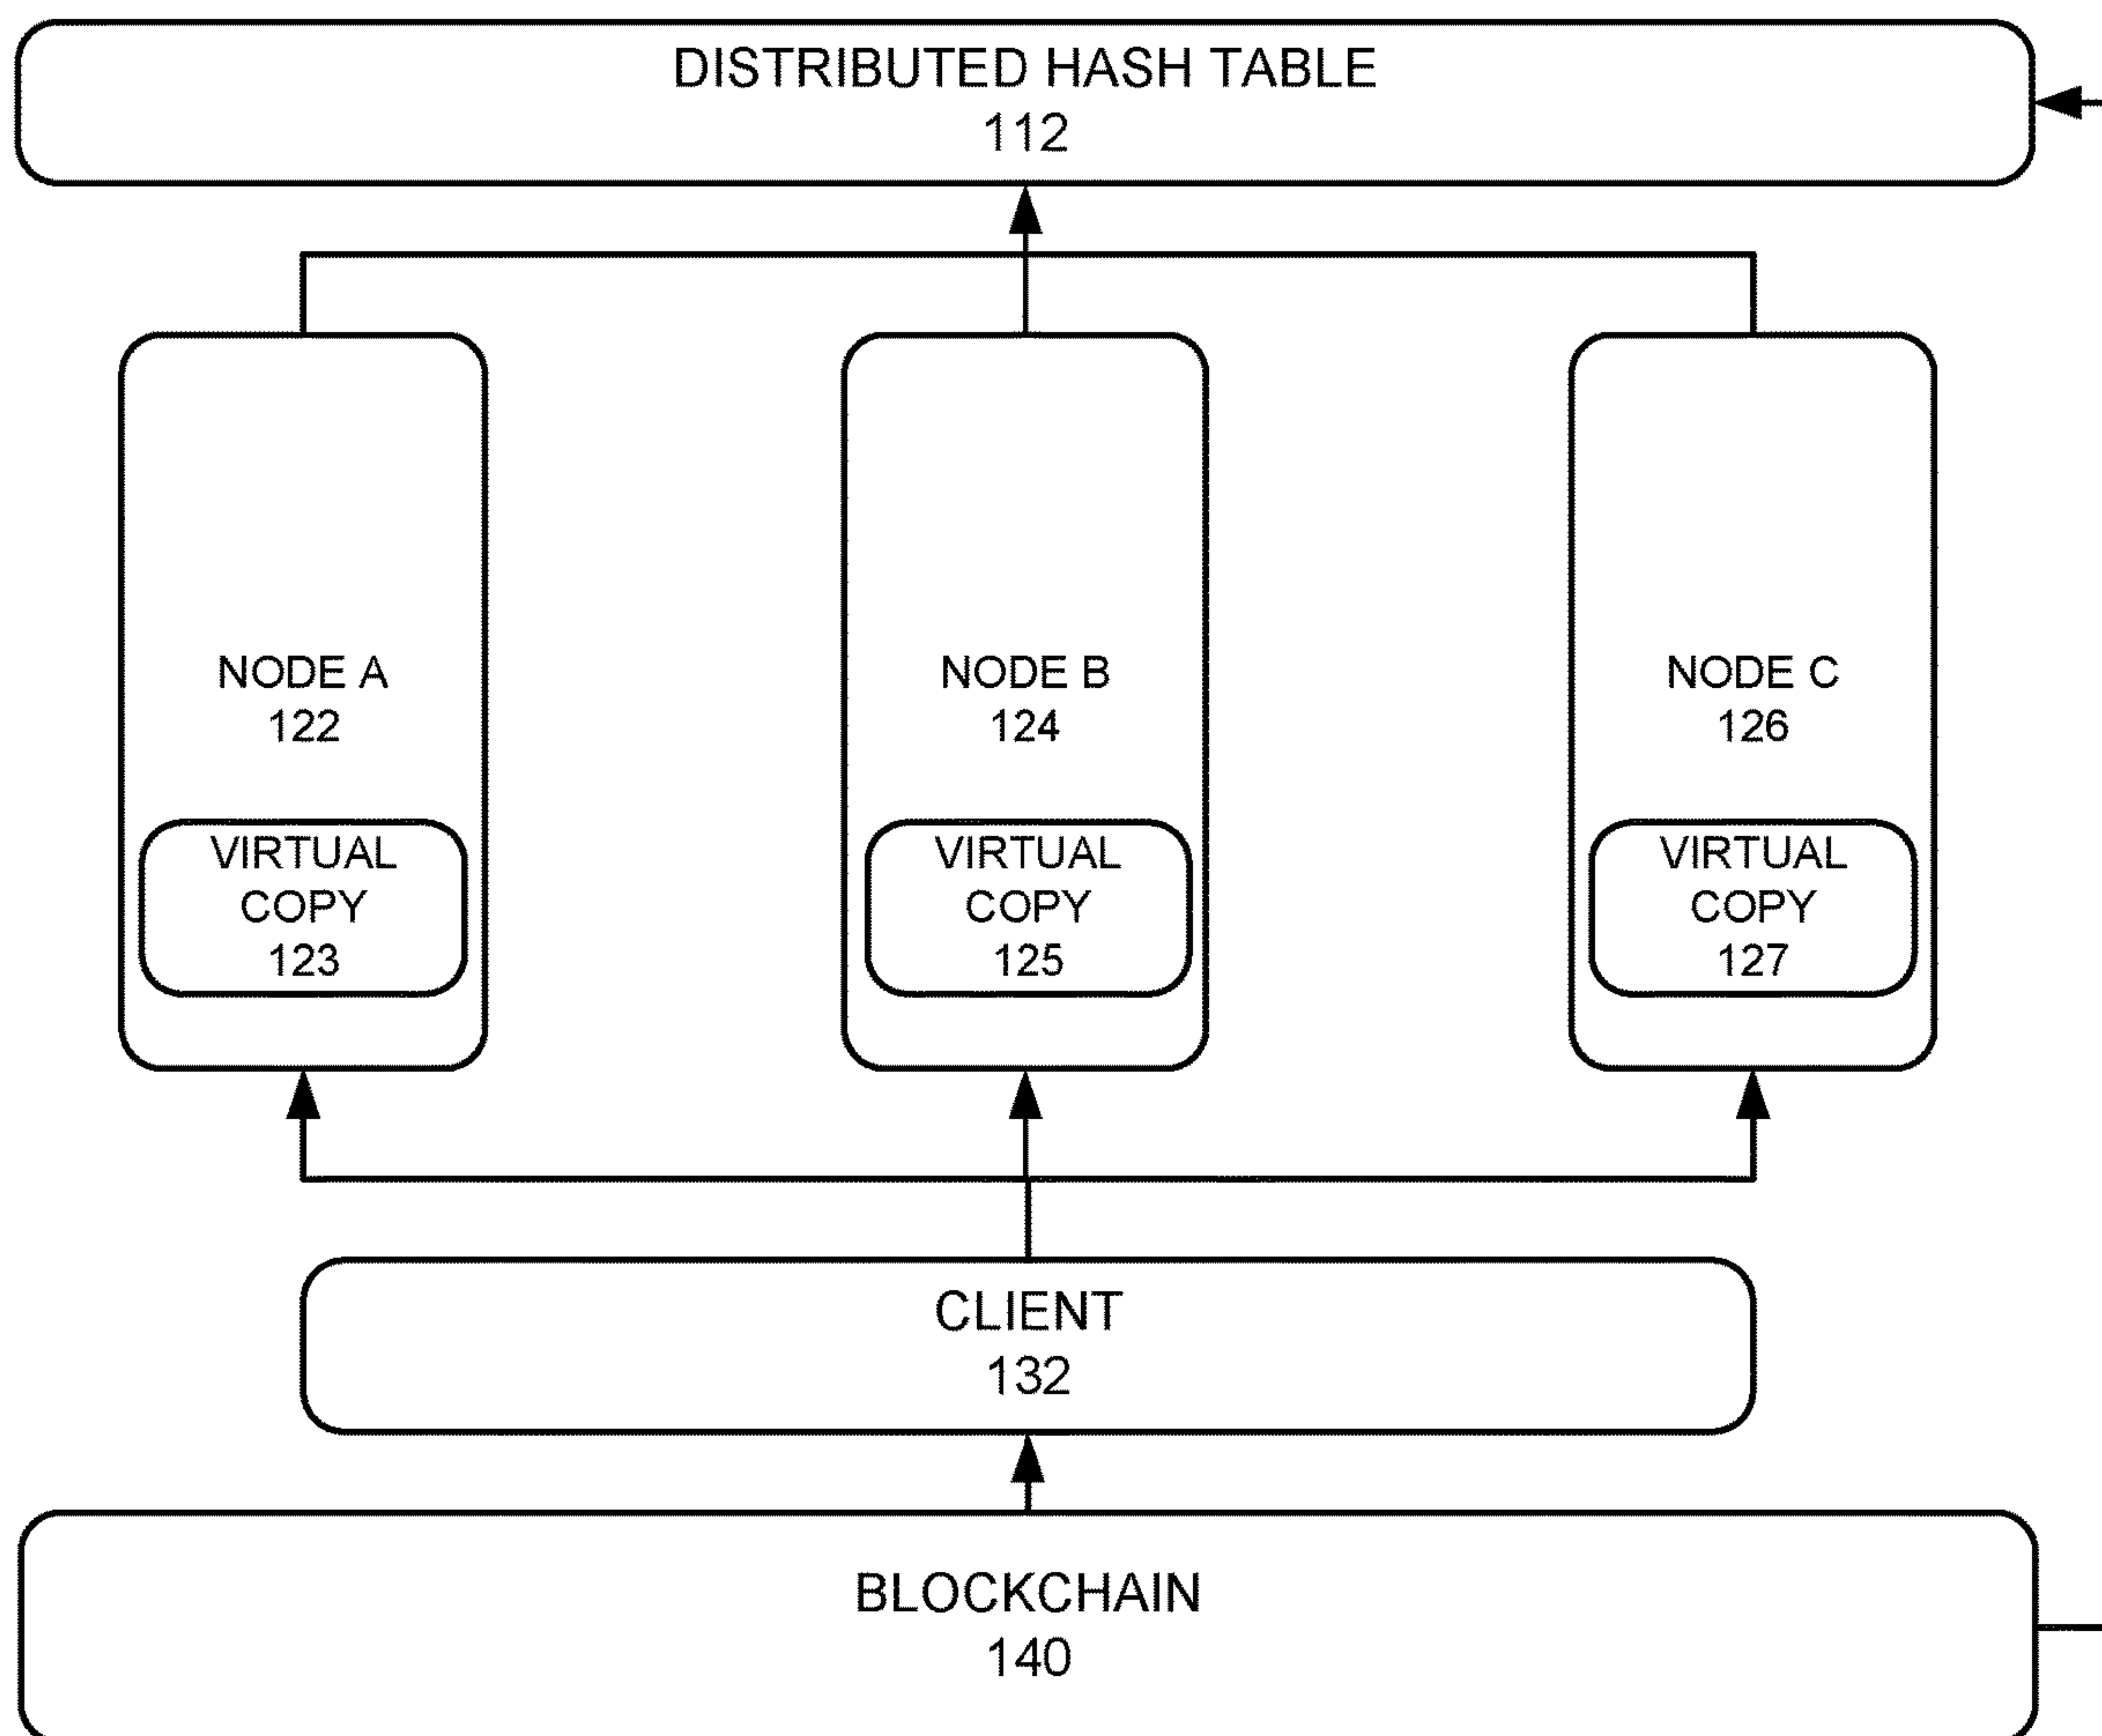 DISTRIBUTED HASH TABLE
112
NODE A
122
VIRTUAL
COPY
123
NODE B
124
VIRTUAL
COPY
125
NODE C
126
VIRTUAL
COPY
127
CLIENT
132
BLOCKCHAIN
140